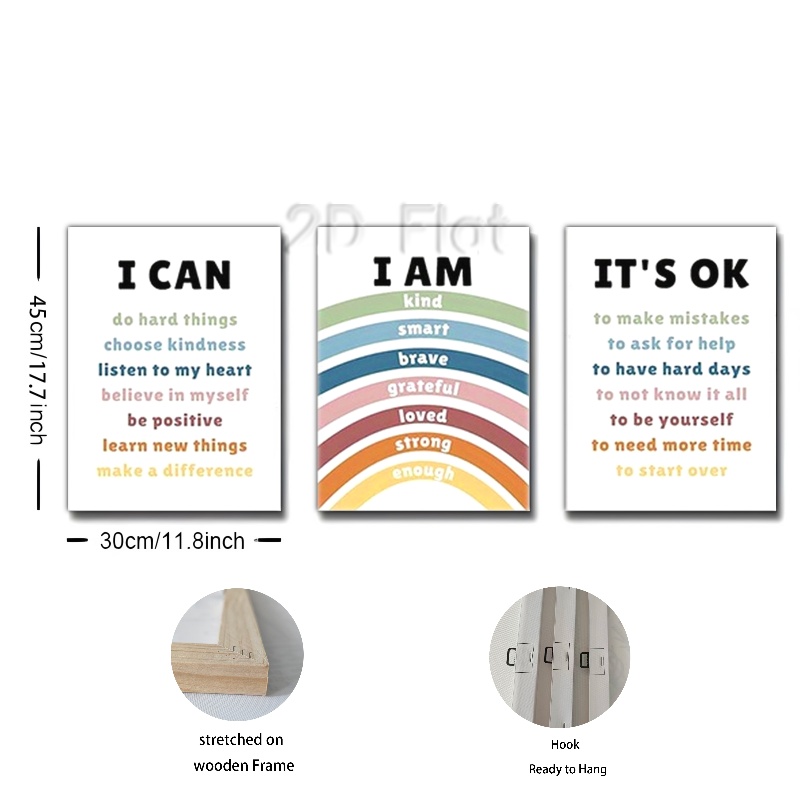 2D Flat
45cm/17.7inch
I CAN
do hard things
choose kindness
listen to my heart
believe in myself
be positive
learn new things
make a difference
I AM
kind
smart
brave
grateful
loved
strong
enough
IT'S OK
to make mistakes
to ask for help
to have hard days
to not know it all
to be yourself
to need more time
to start over
30cm/11.8inch
stretched on
wooden Frame
Hook
Ready to Hang